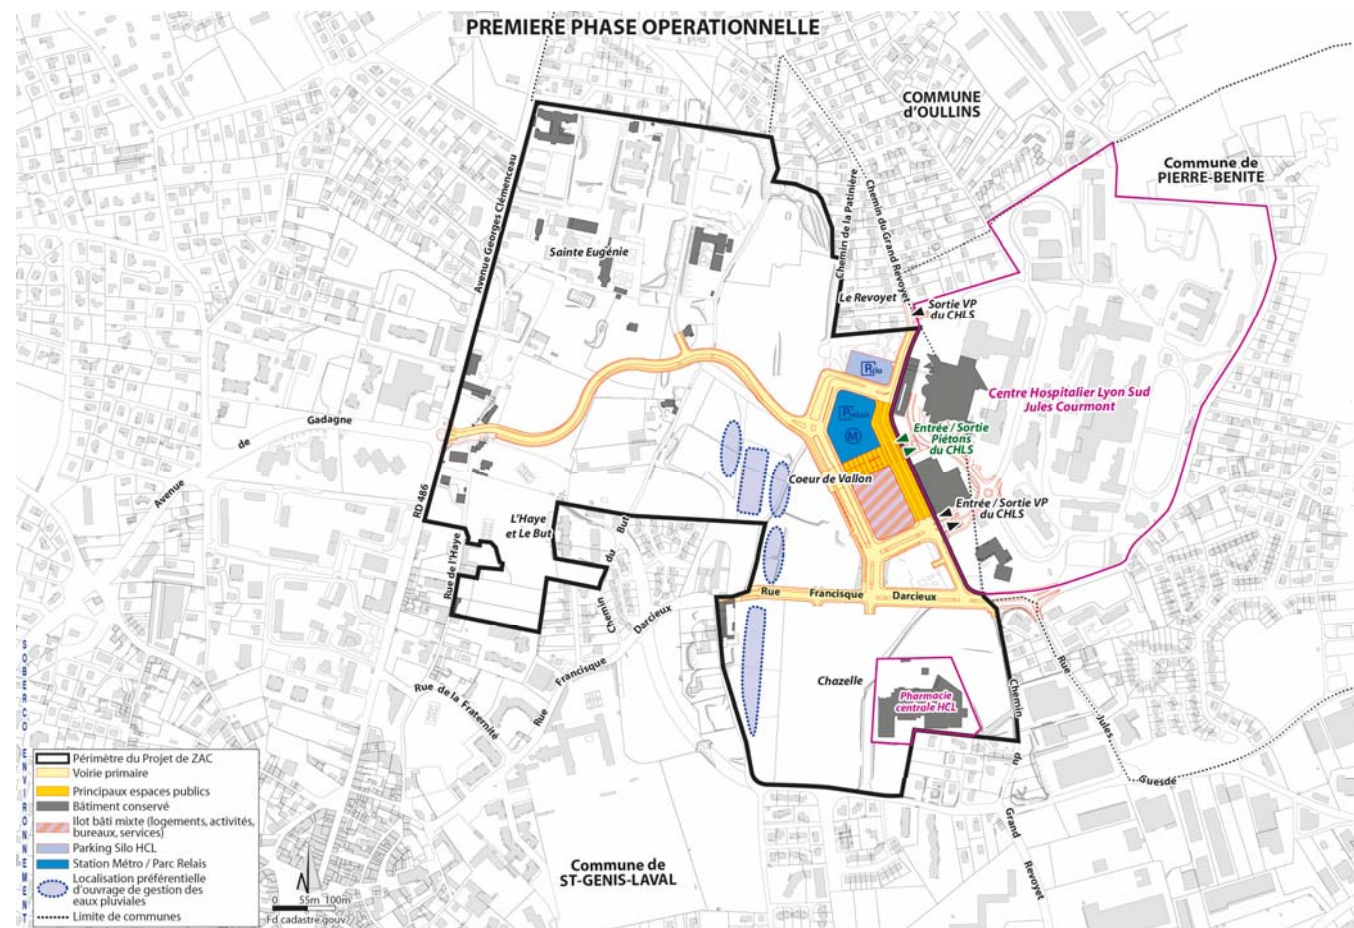 PREMIERE PHASE OPERATIONNELLE
COMMUNE
d'OULLINS
Commune de
PIERRE-BENITE
Avenue Georges Clémenceau
Chemin de la Patinière
Chemin du Grand Revoyet
Sainte Eugénie
Le Revoyet
Sortie VP
du CHLS
Psilo
Centre Hospitalier Lyon Sud
Jules Courmont
Prelais
M
Entrée / Sortie
Piétons
du CHLS
Avenue de Gadagne
Coeur de Vallon
RD 486
Entrée / Sortie VP
du CHLS
L'Haye
et Le But
Rue de l'Haye
Chemin du But
Rue Francisque Darcieux
Rue Francisque Darcieux
Rue de la Fraternité
Chazelle
Pharmacie
centrale HCL
Chemin du Grand Revoyet
Rue Jules Guesde
Commune de
ST-GENIS-LAVAL
SOBERCO ENVIRONNEMENT
Périmètre du Projet de ZAC
Voirie primaire
Principaux espaces publics
Bâtiment conservé
Ilot bâti mixte (logements, activités,
bureaux, services)
Parking Silo HCL
Station Métro / Parc Relais
Localisation préférentielle
d'ouvrage de gestion des
eaux pluviales
Limite de communes
N
0 55m 100m
Fd cadastre.gouv